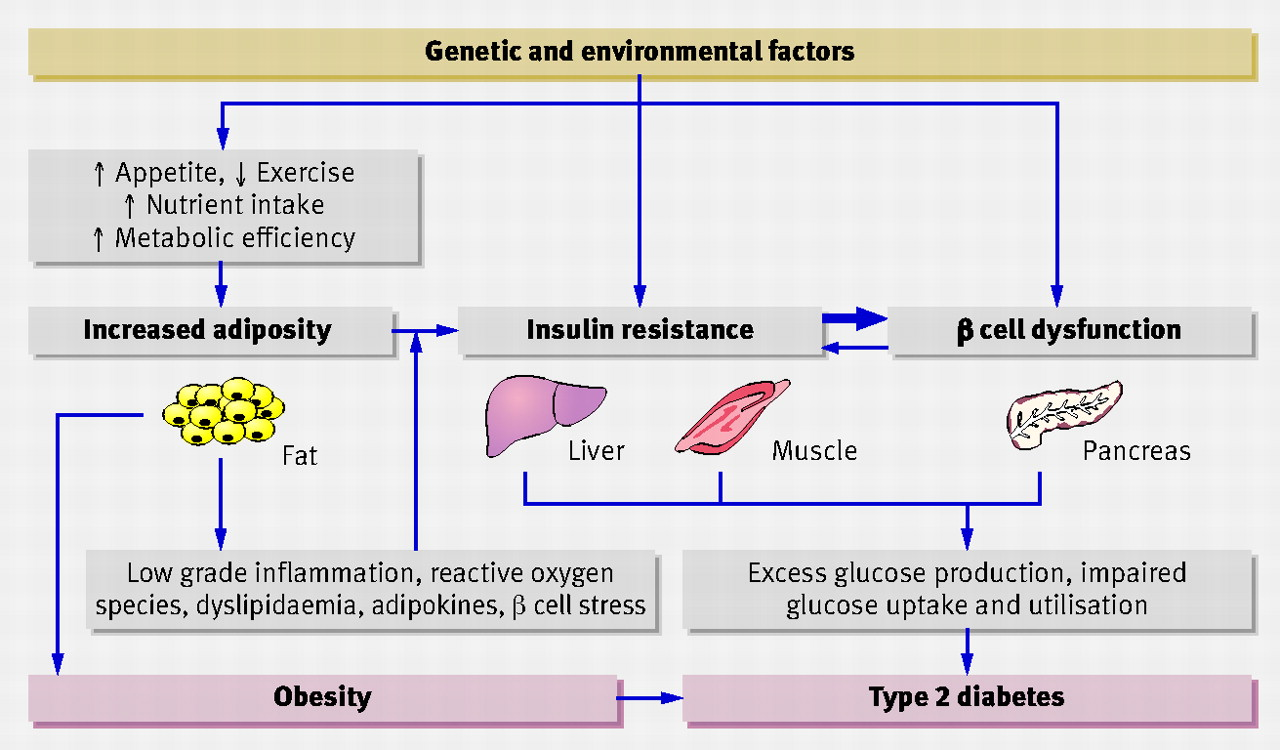 Genetic and environmental factors
↑ Appetite, ↓ Exercise
↑ Nutrient intake
↑ Metabolic efficiency
Increased adiposity
Insulin resistance
β cell dysfunction
Fat
Liver
Muscle
Pancreas
Low grade inflammation, reactive oxygen
species, dyslipidaemia, adipokines, β cell stress
Excess glucose production, impaired
glucose uptake and utilisation
Obesity
Type 2 diabetes